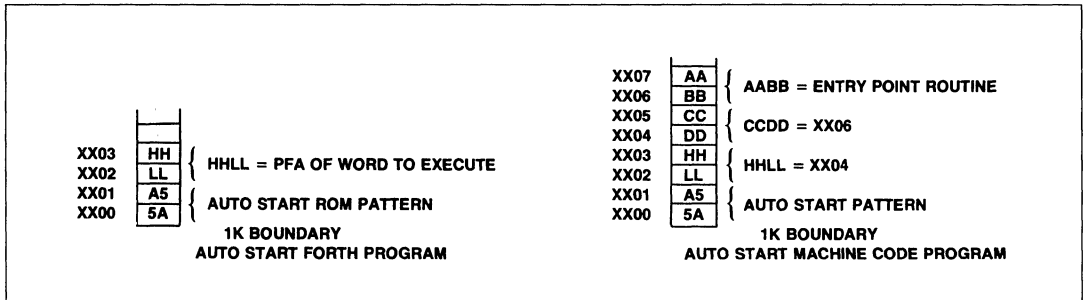 XX03 HH
HHLL = PFA OF WORD TO EXECUTE
XX02 LL
XX01 A5
AUTO START ROM PATTERN
XX00 5A
1K BOUNDARY
AUTO START FORTH PROGRAM
XX07 AA
AABB = ENTRY POINT ROUTINE
XX06 BB
XX05 CC
CCDD = XX06
XX04 DD
XX03 HH
HHLL = XX04
XX02 LL
XX01 A5
AUTO START PATTERN
XX00 5A
1K BOUNDARY
AUTO START MACHINE CODE PROGRAM